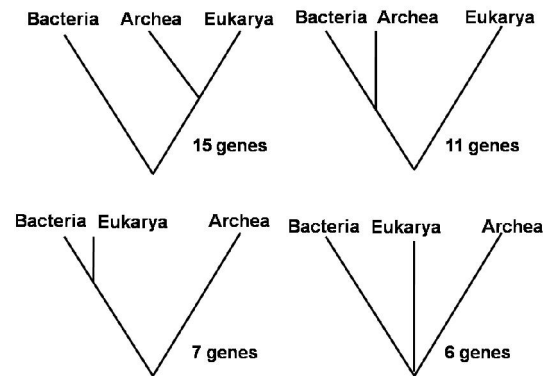 Bacteria Archea Eukarya
15 genes
Bacteria Archea Eukarya
11 genes
Bacteria Eukarya Archea
7 genes
Bacteria Eukarya Archea
6 genes